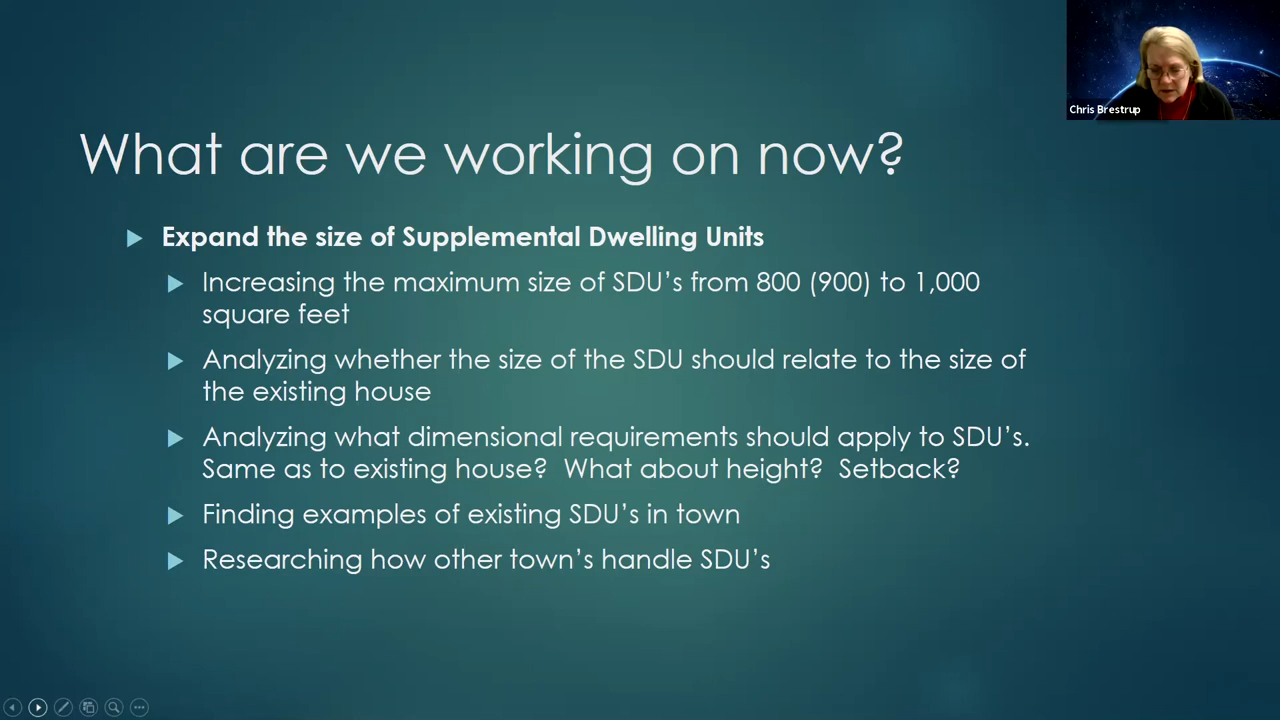 Chris Brestrup
What are we working on now?
Expand the size of Supplemental Dwelling Units
Increasing the maximum size of SDU’s from 800 (900) to 1,000
square feet
Analyzing whether the size of the SDU should relate to the size of
the existing house
Analyzing what dimensional requirements should apply to SDU’s.
Same as to existing house?  What about height?  Setback?
Finding examples of existing SDU’s in town
Researching how other town’s handle SDU’s